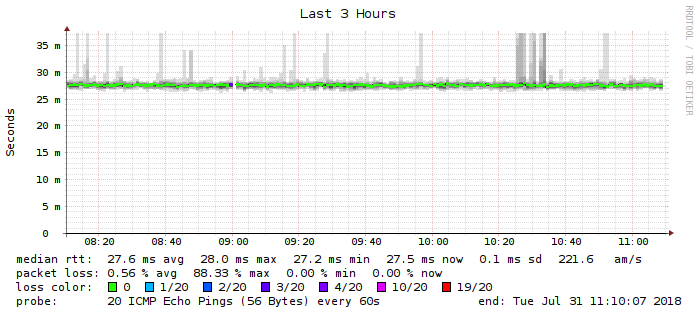 Last 3 Hours
RRDTOOL / TOBI OETIKER
Seconds
35 m
30 m
25 m
20 m
15 m
10 m
5 m
0
08:20 08:40 09:00 09:20 09:40 10:00 10:20 10:40 11:00
median rtt: 27.6 ms avg 28.0 ms max 27.2 ms min 27.5 ms now 0.1 ms sd 221.6 am/s
packet loss: 0.56 % avg 88.33 % max 0.00 % min 0.00 % now
loss color: 0 1/20 2/20 3/20 4/20 10/20 19/20
probe: 20 ICMP Echo Pings (56 Bytes) every 60s end: Tue Jul 31 11:10:07 2018